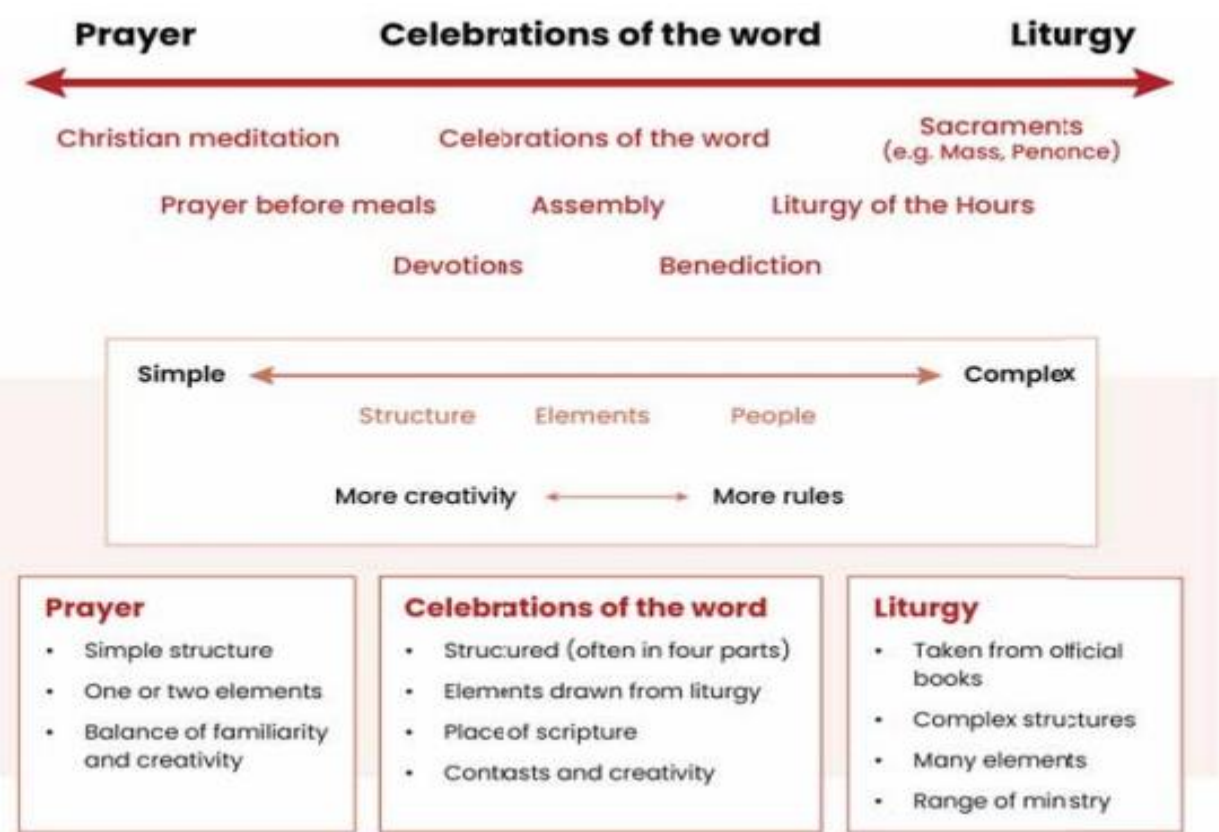 Prayer Celebrations of the word Liturgy
Christian meditation Celebrations of the word Sacraments
(e.g. Mass, Penonce)
Prayer before meals Assembly Liturgy of the Hours
Devotions Benediction
Simple Complex
Structure Elements People
More creativity More rules
Prayer
• Simple structure
• One or two elements
• Balance of familiarity
and creativity
Celebrations of the word
• Structured (often in four parts)
• Elements drawn from liturgy
• Place of scripture
• Contrasts and creativity
Liturgy
• Taken from official
books
• Complex structures
• Many elements
• Range of ministry